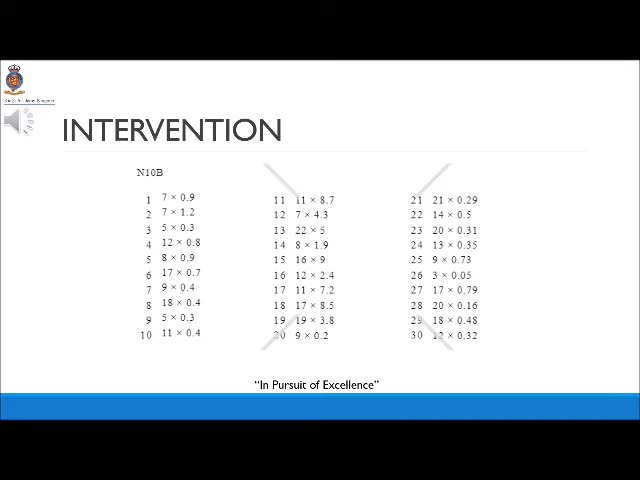 King's Academy Ringmer
INTERVENTION
N10B
1 7 × 0.9
2 7 × 1.2
3 5 × 0.3
4 12 × 0.8
5 8 × 0.9
6 17 × 0.7
7 9 × 0.4
8 18 × 0.4
9 5 × 0.3
10 11 × 0.4
11 11 × 8.7
12 7 × 4.3
13 22 × 5
14 8 × 1.9
15 16 × 9
16 12 × 2.4
17 11 × 7.2
18 17 × 8.5
19 19 × 3.8
20 9 × 0.2
21 21 × 0.29
22 14 × 0.5
23 20 × 0.31
24 13 × 0.35
25 9 × 0.73
26 3 × 0.05
27 17 × 0.79
28 20 × 0.16
29 18 × 0.48
30 12 × 0.32
“In Pursuit of Excellence”